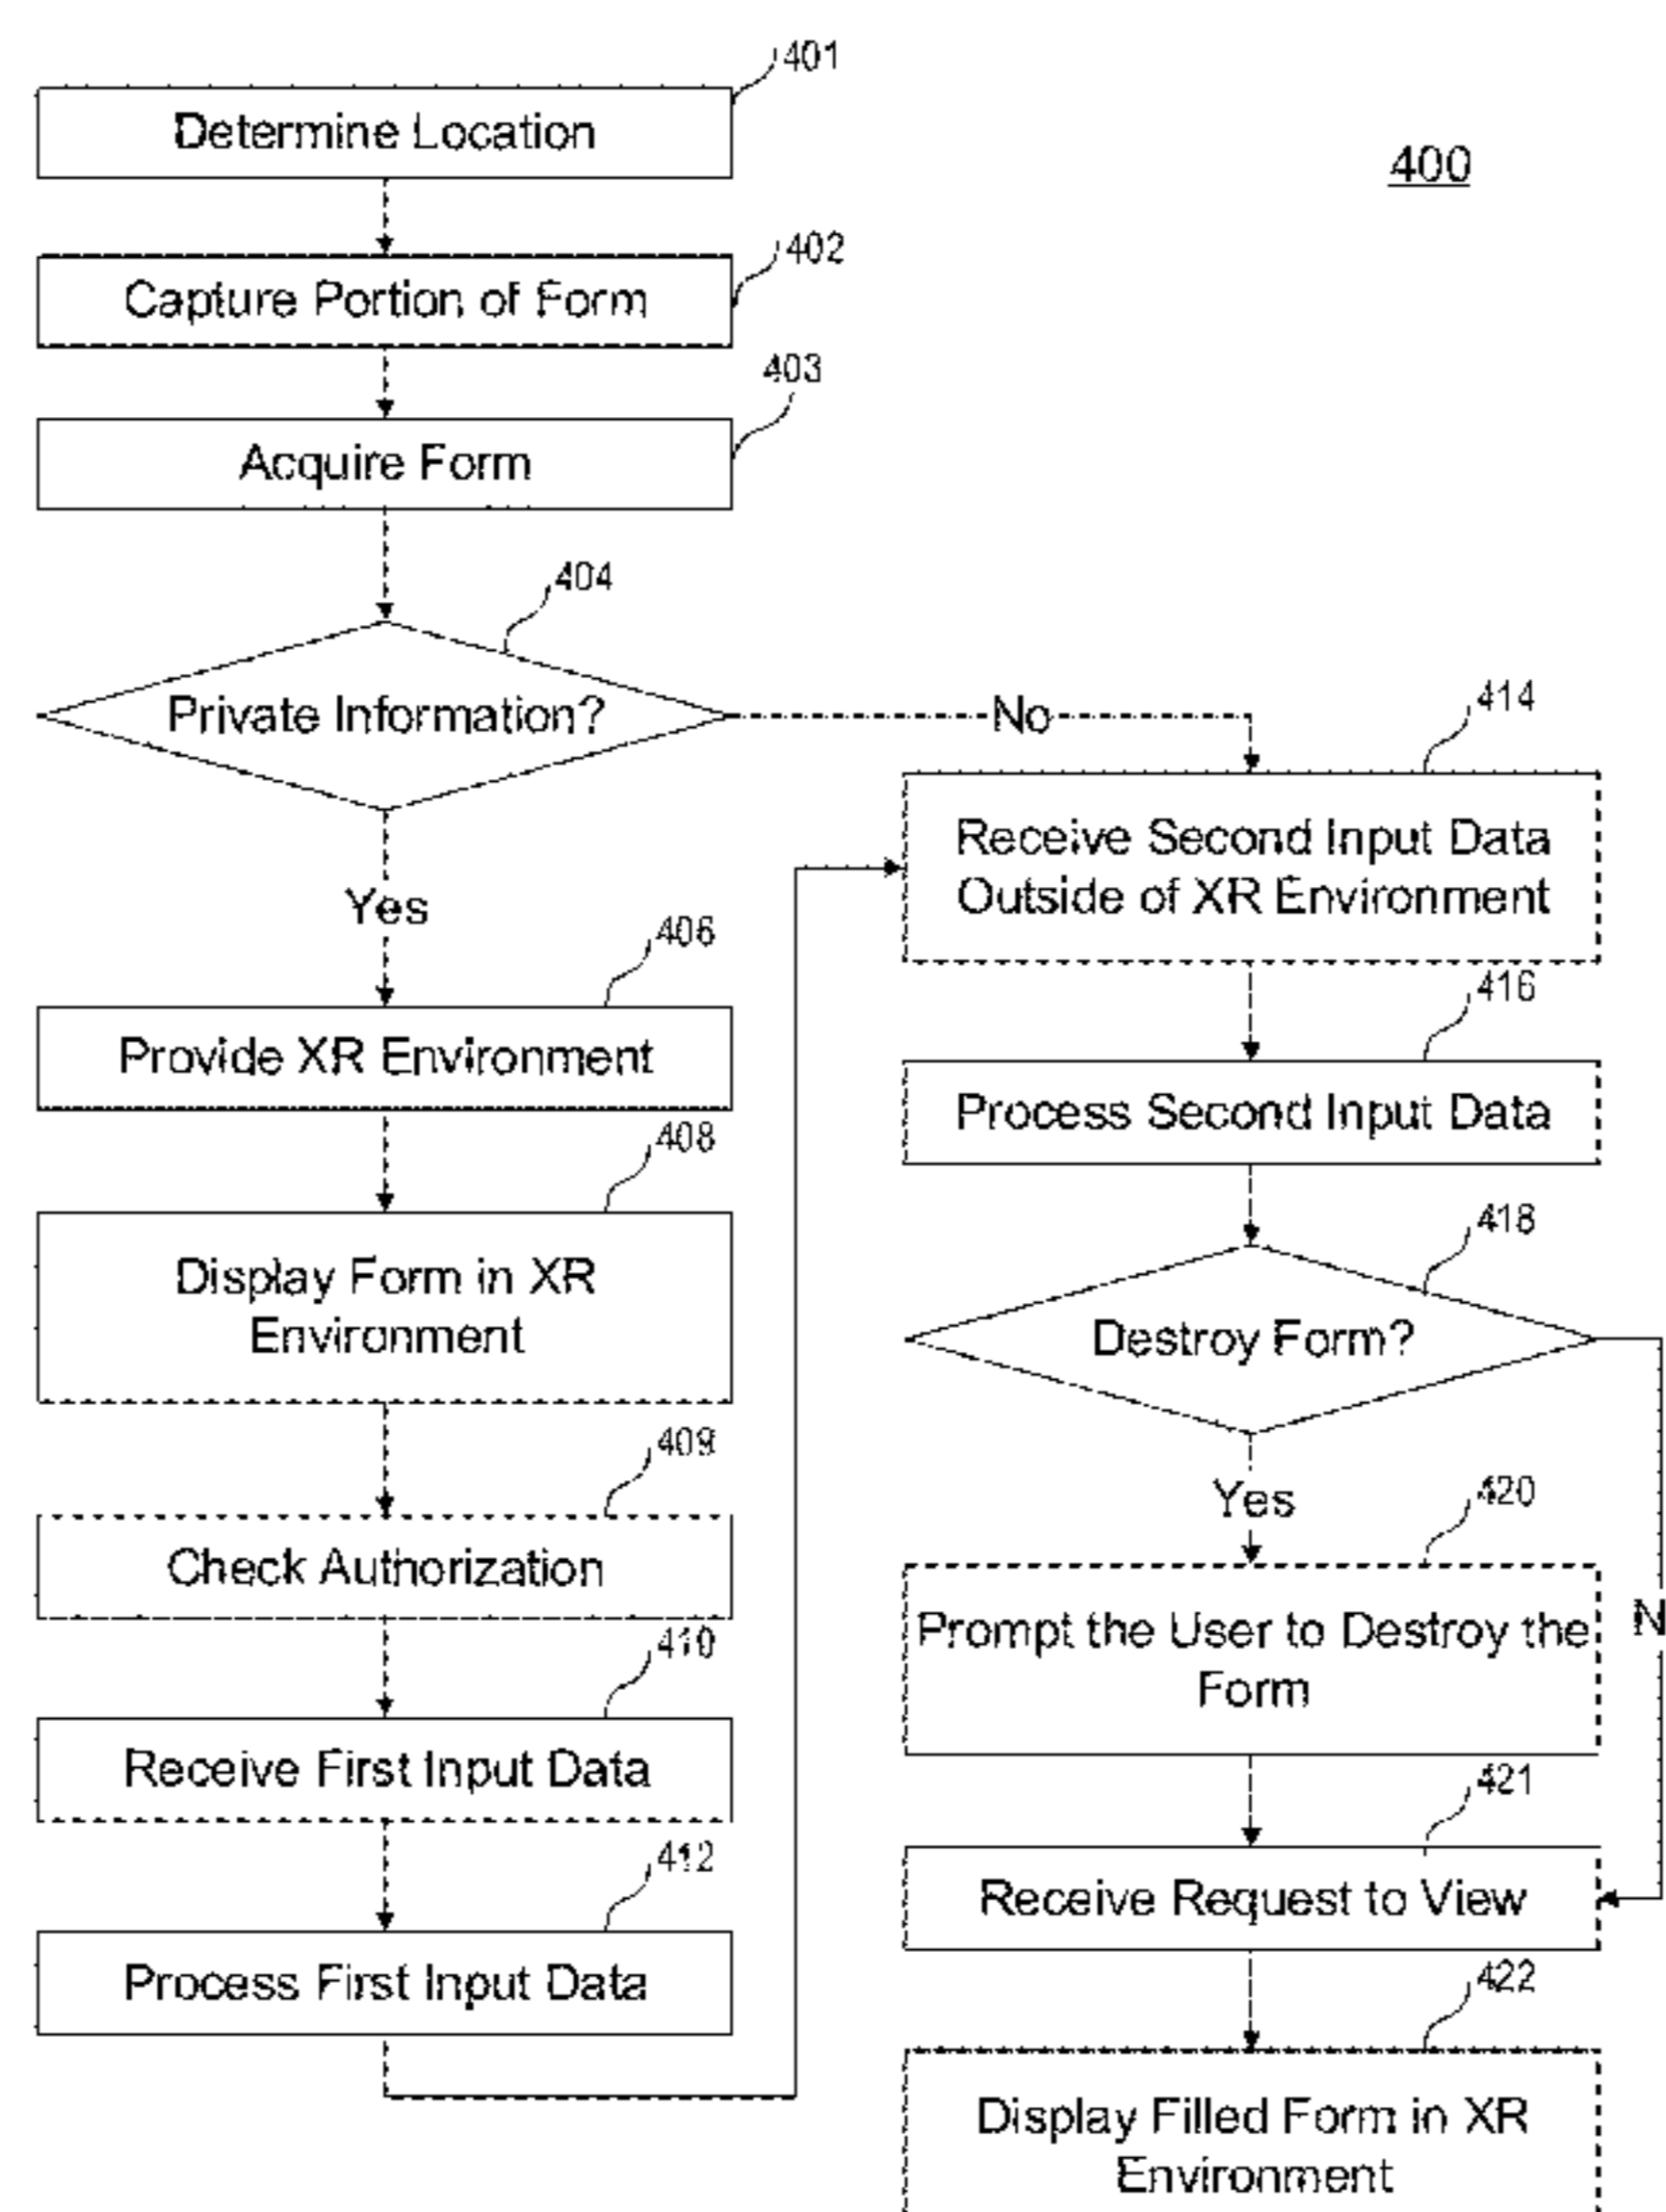 401
Determine Location
400
402
Capture Portion of Form
403
Acquire Form
404
Private Information?
No
Yes
406
Provide XR Environment
408
Display Form in XR
Environment
409
Check Authorization
410
Receive First Input Data
412
Process First Input Data
414
Receive Second Input Data
Outside of XR Environment
416
Process Second Input Data
418
Destroy Form?
Yes
N
420
Prompt the User to Destroy the
Form
421
Receive Request to View
422
Display Filled Form in XR
Environment